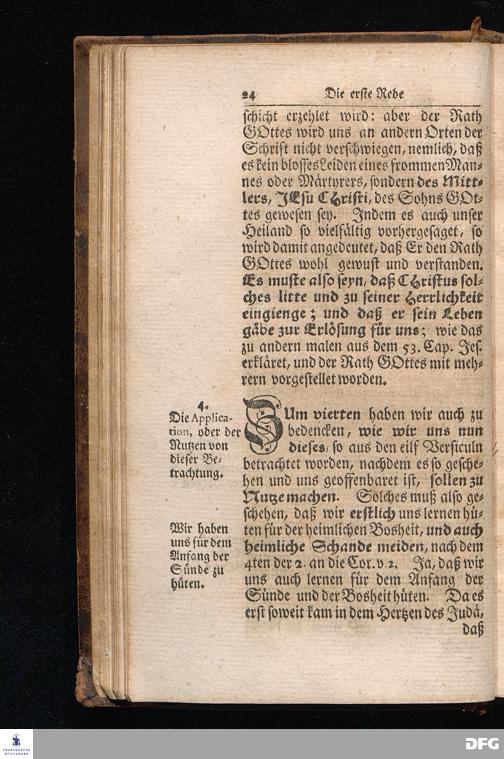 24 Die erste Rede
schicht erzehlet wird: aber der Rath
GOttes wird uns an andern Orten der
Schrift nicht verschwiegen, nemlich, daß
es kein blosses Leiden eines frommen Man-
nes oder Märtyrers, sondern des Mitt-
lers, JEsu CHristi, des Sohns GOt-
tes gewesen sey. Indem es auch unser
Heiland so vielfältig vorhergesaget, so
wird damit angedeutet, daß Er den Rath
GOttes wohl gewust und verstanden.
Es muste also seyn, daß CHristus sol-
ches litte und zu seiner Herrlichkeit
eingienge; und daß er sein Leben
gäbe zur Erlösung für uns; wie das
zu andern malen aus dem 53. Cap. Jes.
erkläret, und der Rath GOttes mit meh-
rern vorgestellet worden.
4.
Die Applica-
tion, oder der
Nutzen von
dieser Be-
trachtung.
ZUm vierten haben wir auch zu
bedencken, wie wir uns nun
dieses, so aus den eilf Versiculn
betrachtet worden, nachdem es so gesche-
hen und uns geoffenbaret ist, sollen zu
Nutze machen. Solches muß also ge-
schehen, daß wir erstlich uns lernen hü-
ten für der heimlichen Bosheit, und auch
heimliche Schande meiden, nach dem
4ten der 2. an die Cor. v. 2. Ja, daß wir
uns auch lernen für dem Anfang der
Sünde und der Bosheit hüten. Da es
erst soweit kam in dem Hertzen des Judä,
daß
Wir haben
uns für dem
Anfang der
Sünde zu
hüten.
FRANCKESCHE
STIFTUNGEN
DFG